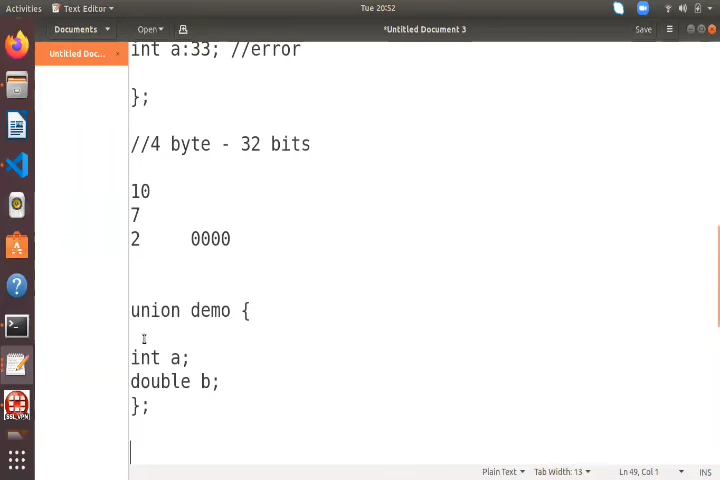 Activities Text Editor Tue 20:52
Documents Open *Untitled Document 3 Save
Untitled Doc...
int a:33; //error
};
//4 byte - 32 bits
10
7
2 0000
union demo {
int a;
double b;
};
[SSL_VPN]
Plain Text Tab Width: 13 Ln 49, Col 1 INS